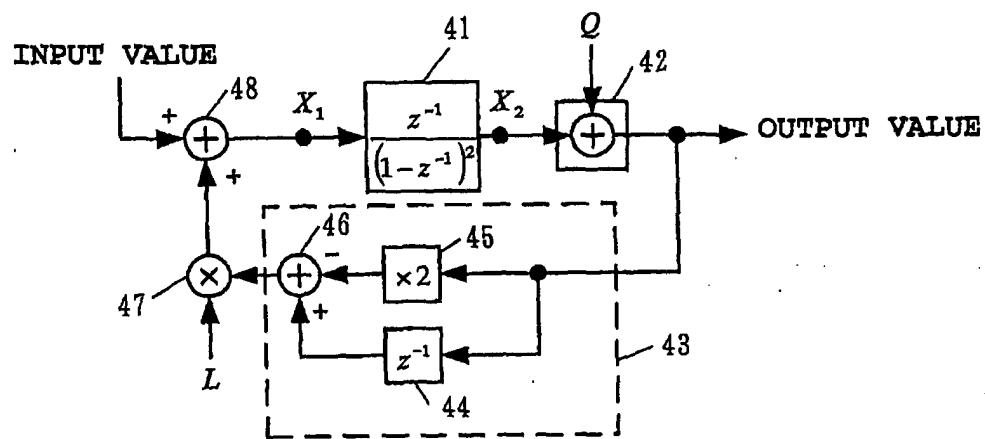 41
Q
INPUT VALUE
48
42
+
X₁
z⁻¹
(1-z⁻¹)²
X₂
+
+
OUTPUT VALUE
+
46
45
−
+
×2
47
×
+
z⁻¹
43
L
44